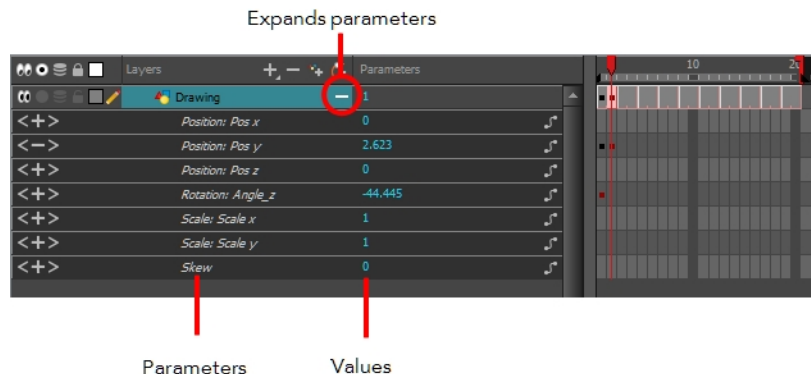 Expands parameters
Layers Parameters 10 20
Drawing 1
<+> Position: Pos x 0
<-> Position: Pos y 2.623
<+> Position: Pos z 0
<+> Rotation: Angle_z -44.445
<+> Scale: Scale x 1
<+> Scale: Scale y 1
<+> Skew 0
Parameters Values